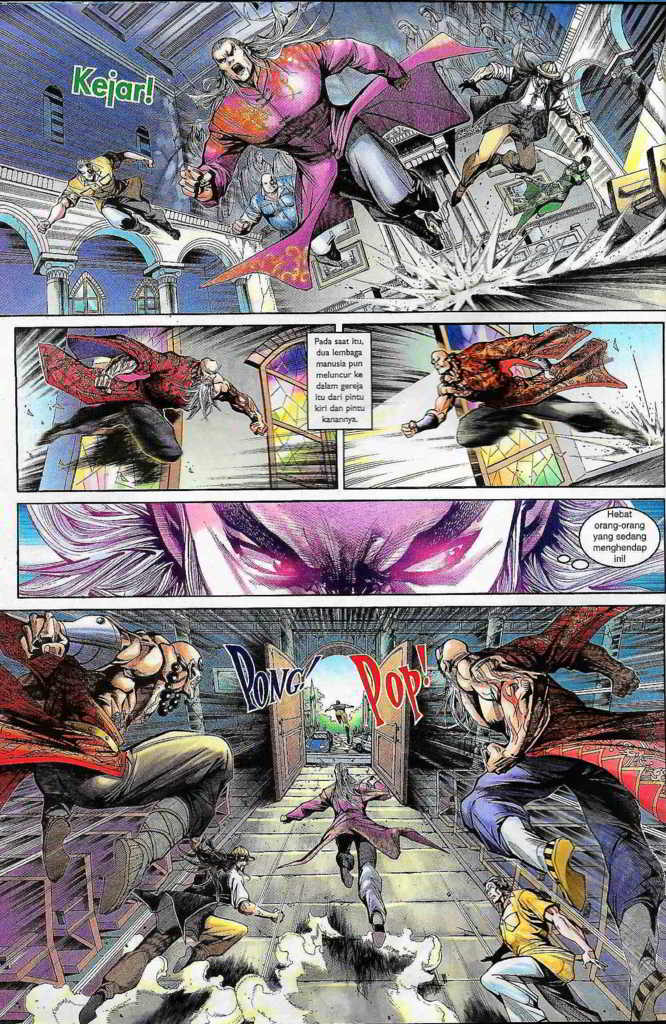 Kejar!
Pada saat itu,
dua lembaga
manusia pun
meluncur ke
dalam gereja
itu dari pintu
kiri dan pintu
kanannya.
Hebat
orang-orang
yang sedang
menghendap
ini!
PONG!
POP!